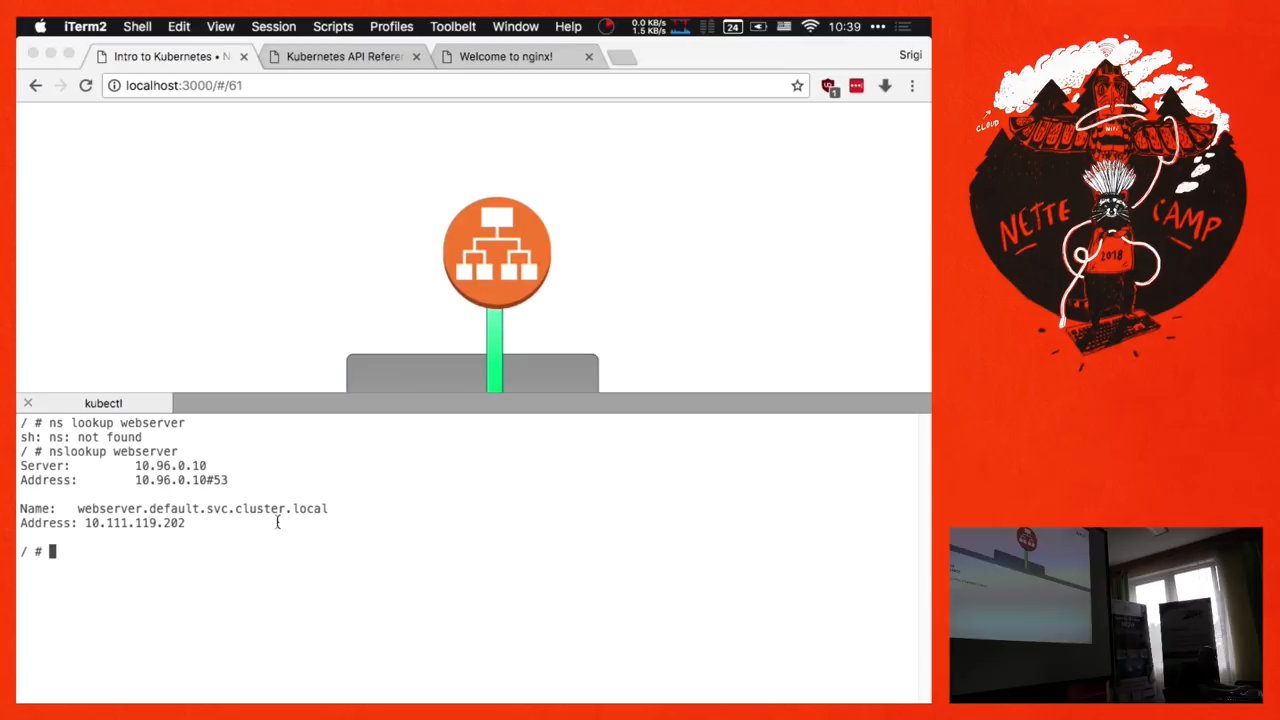 iTerm2 Shell Edit View Session Scripts Profiles Toolbelt Window Help 0.0 KB/s 1.5 KB/s 24 10:39
Intro to Kubernetes • N Kubernetes API Referen Welcome to nginx! Srigi
localhost:3000/#/61
1
kubectl
/ # ns lookup webserver
sh: ns: not found
/ # nslookup webserver
Server: 10.96.0.10
Address: 10.96.0.10#53
Name: webserver.default.svc.cluster.local
Address: 10.111.119.202
/ #
CLOUD
WiFi
NETTE CAMP
2018